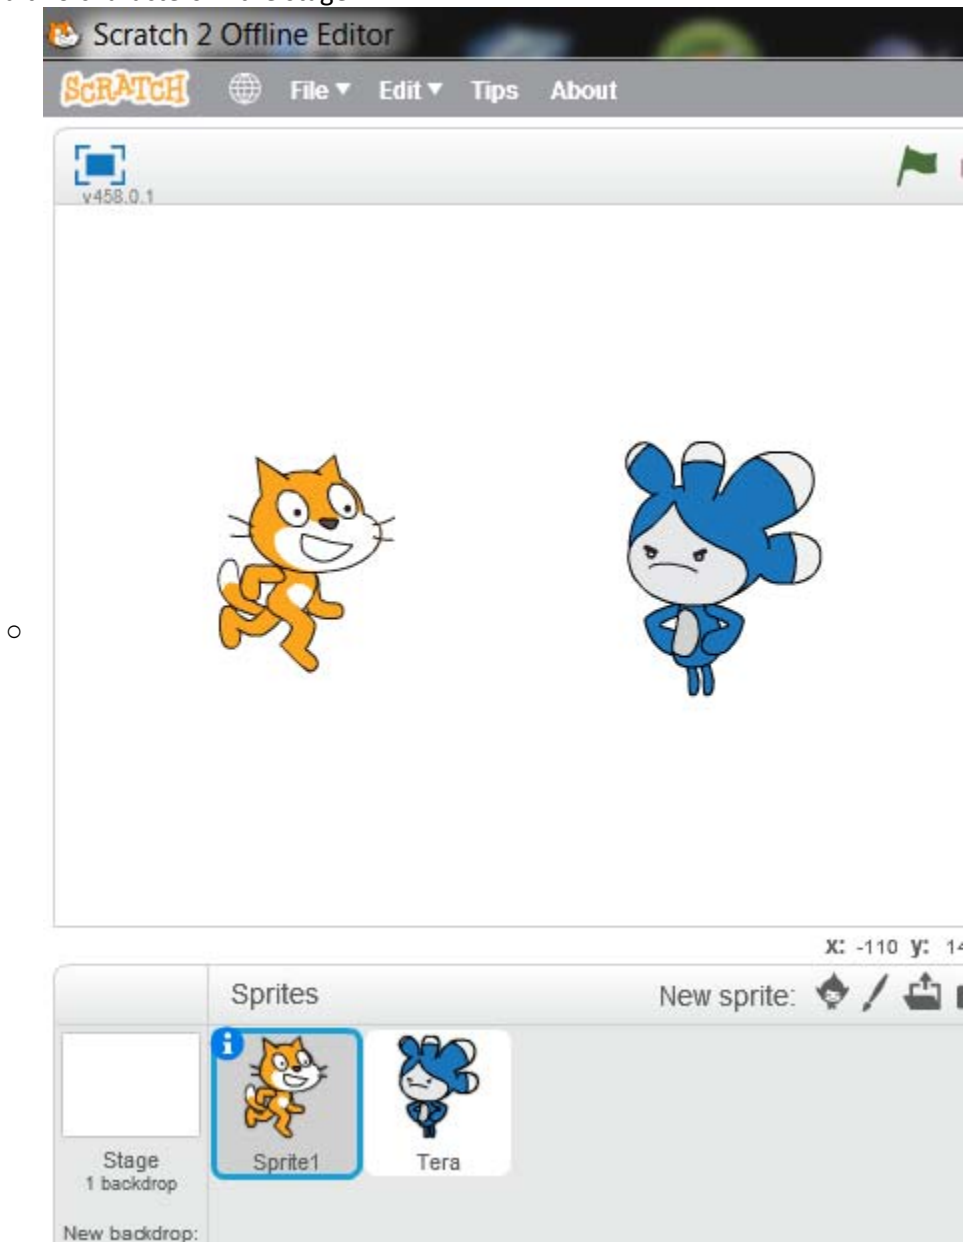 Scratch 2 Offline Editor
SCRATCH File Edit Tips About
v458.0.1
x: -110 y: 14
Sprites New sprite:
Sprite1 Tera
Stage
1 backdrop
New backdrop: